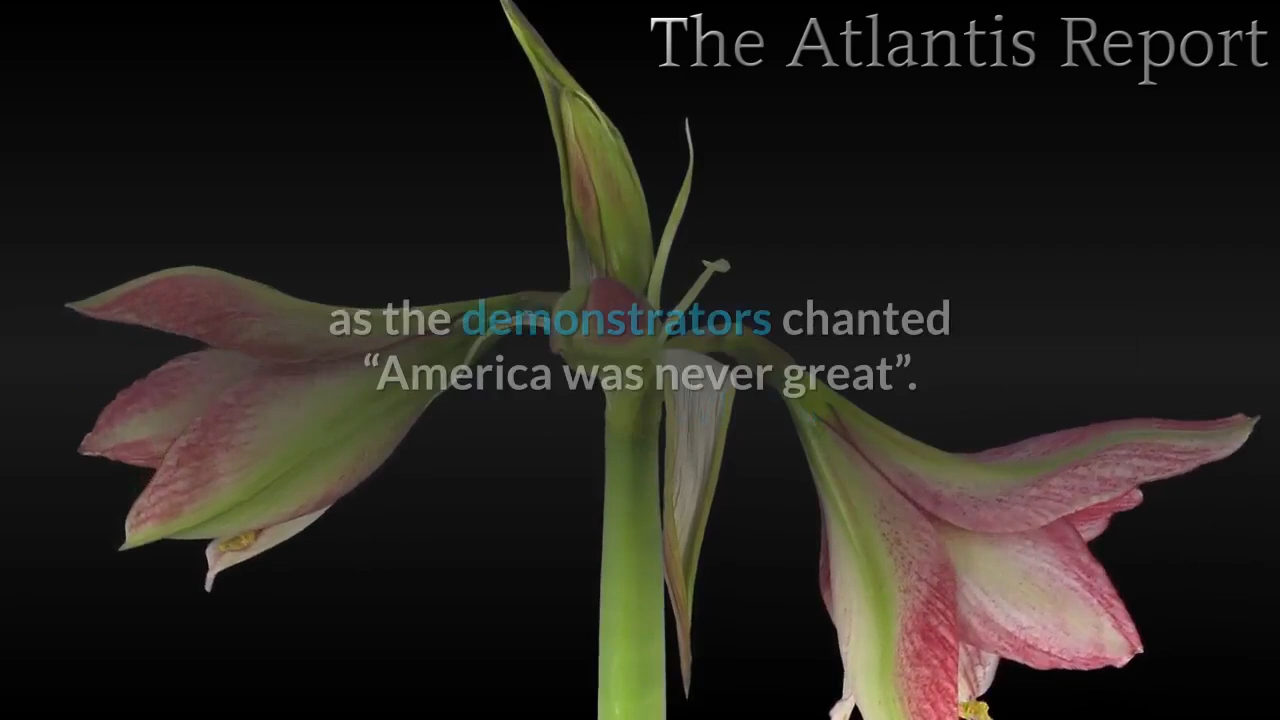 The Atlantis Report
as the demonstrators chanted
“America was never great”.